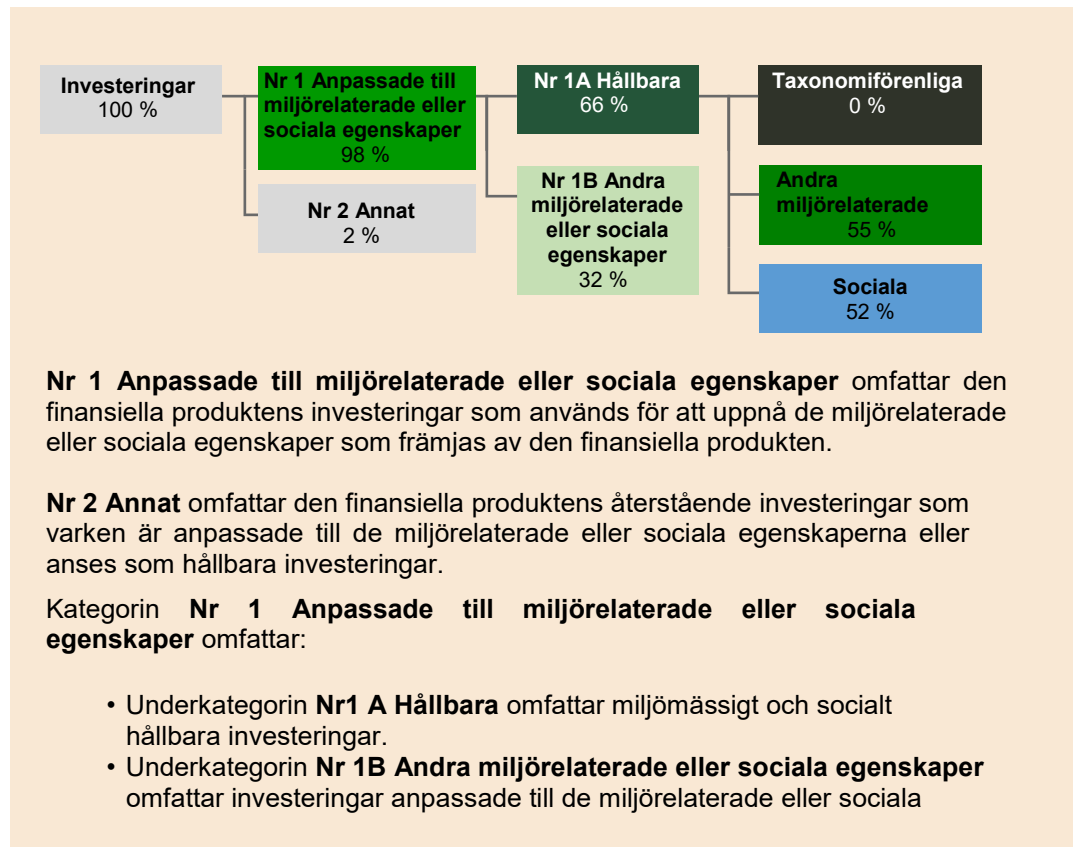 Investeringar
100 %
Nr 1 Anpassade till
miljörelaterade eller
sociala egenskaper
98 %
Nr 2 Annat
2 %
Nr 1A Hållbara
66 %
Nr 1B Andra
miljörelaterade
eller sociala
egenskaper
32 %
Taxonomiförenliga
0 %
Andra
miljörelaterade
55 %
Sociala
52 %
Nr 1 Anpassade till miljörelaterade eller sociala egenskaper omfattar den
finansiella produktens investeringar som används för att uppnå de miljörelaterade
eller sociala egenskaper som främjas av den finansiella produkten.
Nr 2 Annat omfattar den finansiella produktens återstående investeringar som
varken är anpassade till de miljörelaterade eller sociala egenskaperna eller
anses som hållbara investeringar.
Kategorin Nr 1 Anpassade till miljörelaterade eller sociala
egenskaper omfattar:
• Underkategorin Nr1 A Hållbara omfattar miljömässigt och socialt
hållbara investeringar.
• Underkategorin Nr 1B Andra miljörelaterade eller sociala egenskaper
omfattar investeringar anpassade till de miljörelaterade eller sociala